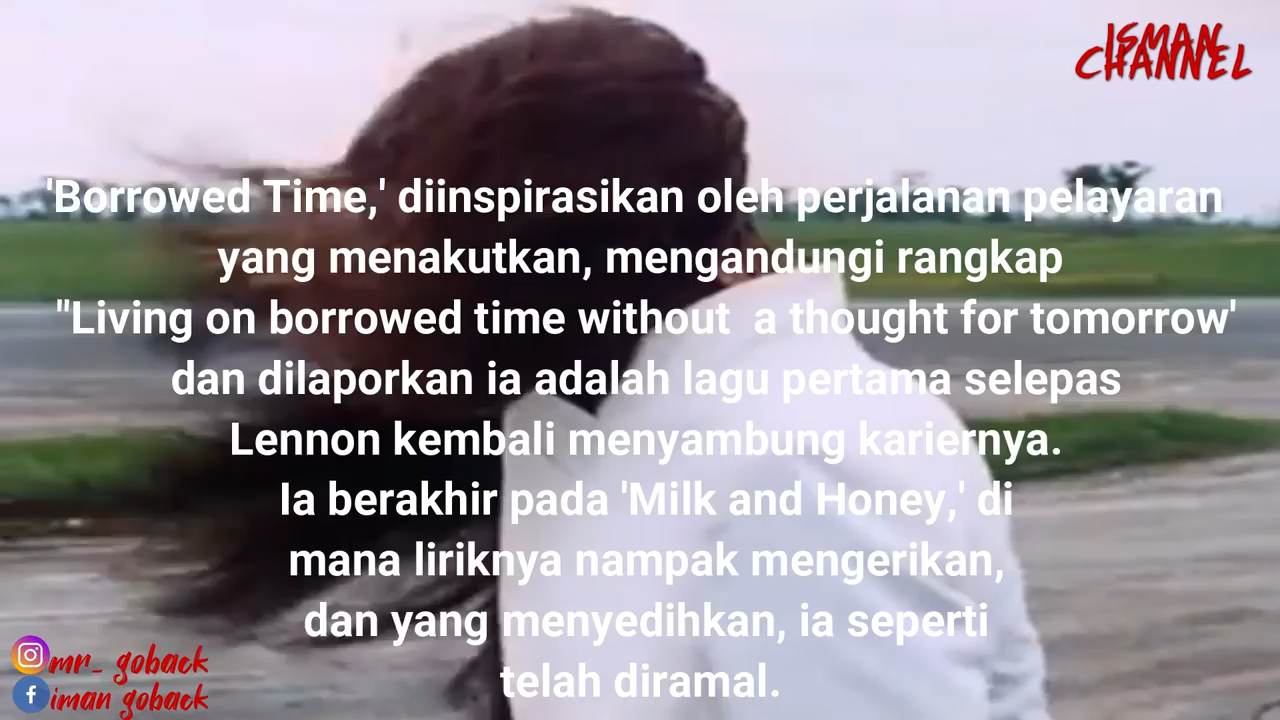 ISMAN
CHANNEL
'Borrowed Time,' diinspirasikan oleh perjalanan pelayaran
yang menakutkan, mengandungi rangkap
"Living on borrowed time without  a thought for tomorrow'
dan dilaporkan ia adalah lagu pertama selepas
Lennon kembali menyambung kariernya.
Ia berakhir pada 'Milk and Honey,' di
mana liriknya nampak mengerikan,
dan yang menyedihkan, ia seperti
telah diramal.
mr_ goback
iman goback